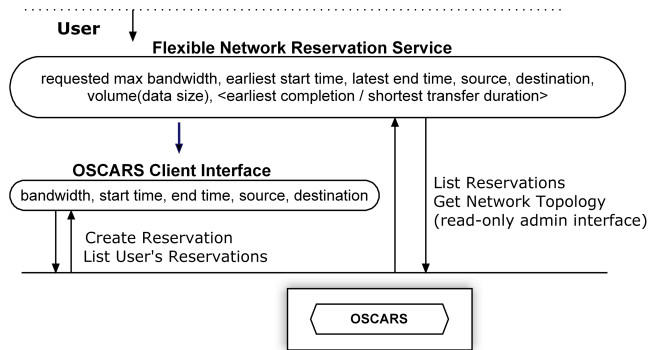 User
Flexible Network Reservation Service
requested max bandwidth, earliest start time, latest end time, source, destination,
volume(data size), <earliest completion / shortest transfer duration>
OSCARS Client Interface
bandwidth, start time, end time, source, destination
List Reservations
Get Network Topology
(read-only admin interface)
Create Reservation
List User's Reservations
OSCARS